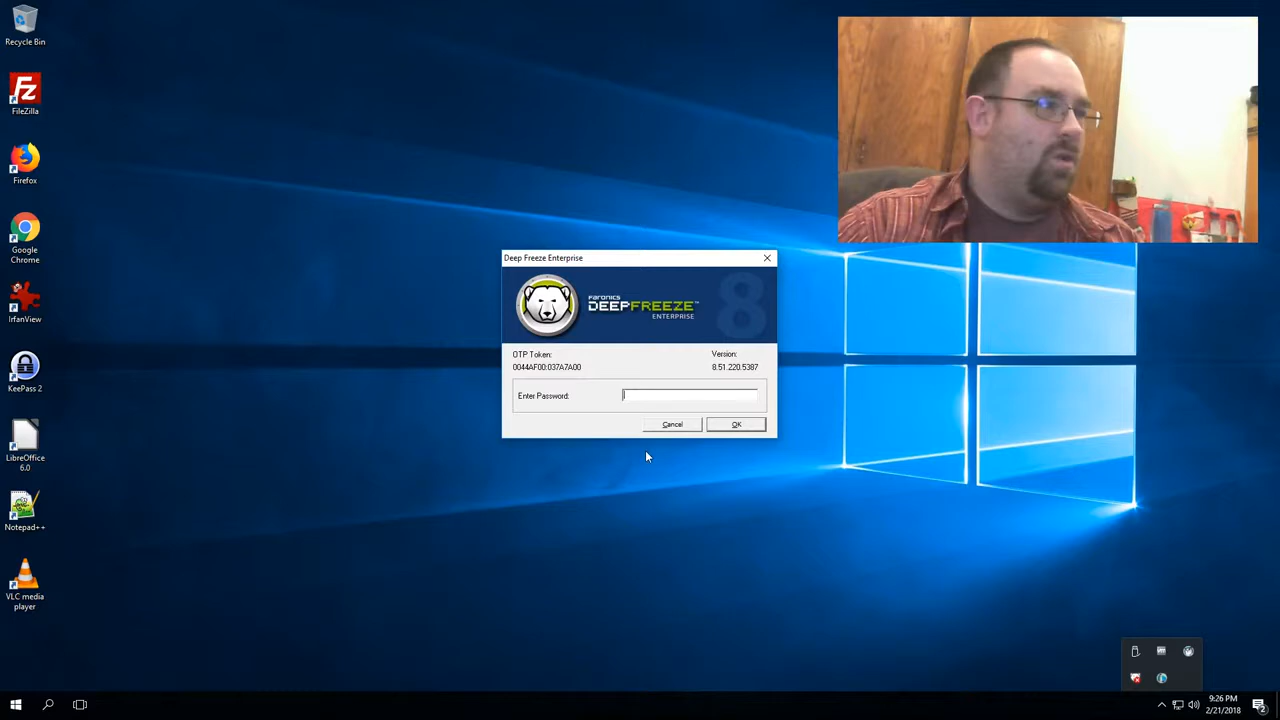 Recycle Bin
FileZilla
Firefox
Google
Chrome
IrfanView
KeePass 2
LibreOffice
6.0
Notepad++
VLC media
player
Deep Freeze Enterprise
Faronics
DEEPFREEZE™
ENTERPRISE
8
OTP Token:
0044AF00:037A7A00
Version:
8.51.220.5387
Enter Password:
Cancel
OK
9:26 PM
2/21/2018
2